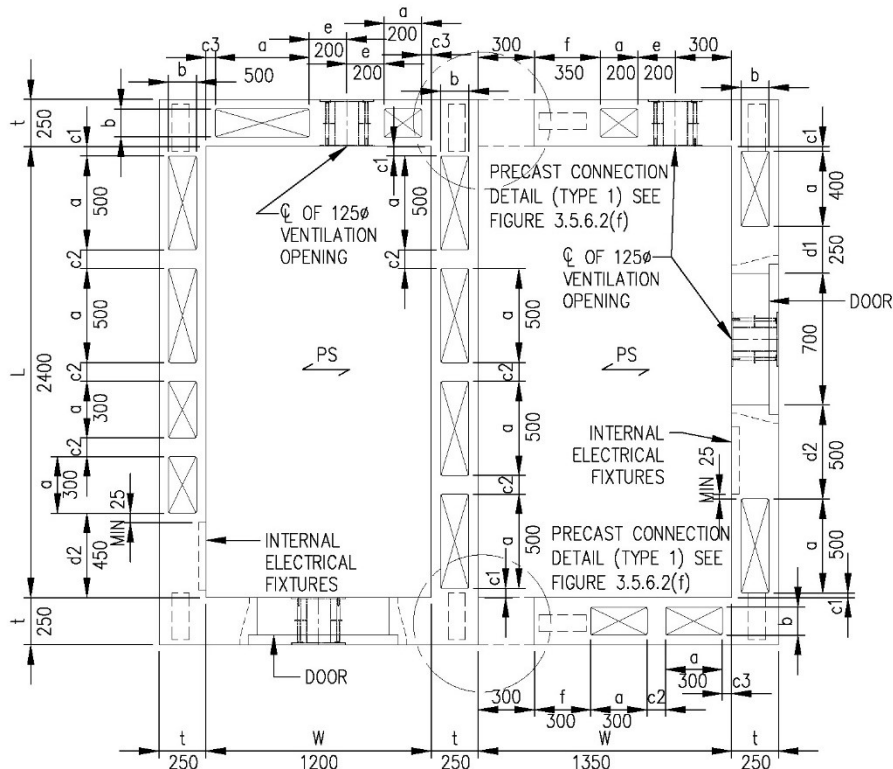 a
200
e
200
a
c3
500
b
e
200
c3
b
300
f
350
a
200
e
200
300
b
t
250
b
c1
c1
c1
PRECAST CONNECTION
DETAIL (TYPE 1) SEE
FIGURE 3.5.6.2(f)
a
500
a
500
a
400
℄ OF 125ø
VENTILATION
OPENING
℄ OF 125ø
VENTILATION
OPENING
c2
c2
d1
250
DOOR
a
500
a
500
700
L
2400
PS
PS
c2
c2
a
300
a
500
c2
c2
INTERNAL
ELECTRICAL
FIXTURES
d2
500
MIN 25
a
300
MIN 25
d2
450
INTERNAL
ELECTRICAL
FIXTURES
a
500
c1
PRECAST CONNECTION
DETAIL (TYPE 1) SEE
FIGURE 3.5.6.2(f)
a
500
c1
t
250
DOOR
b
a
300
300
f
300
a
300
c2
c3
t
250
W
1200
t
250
W
1350
t
250